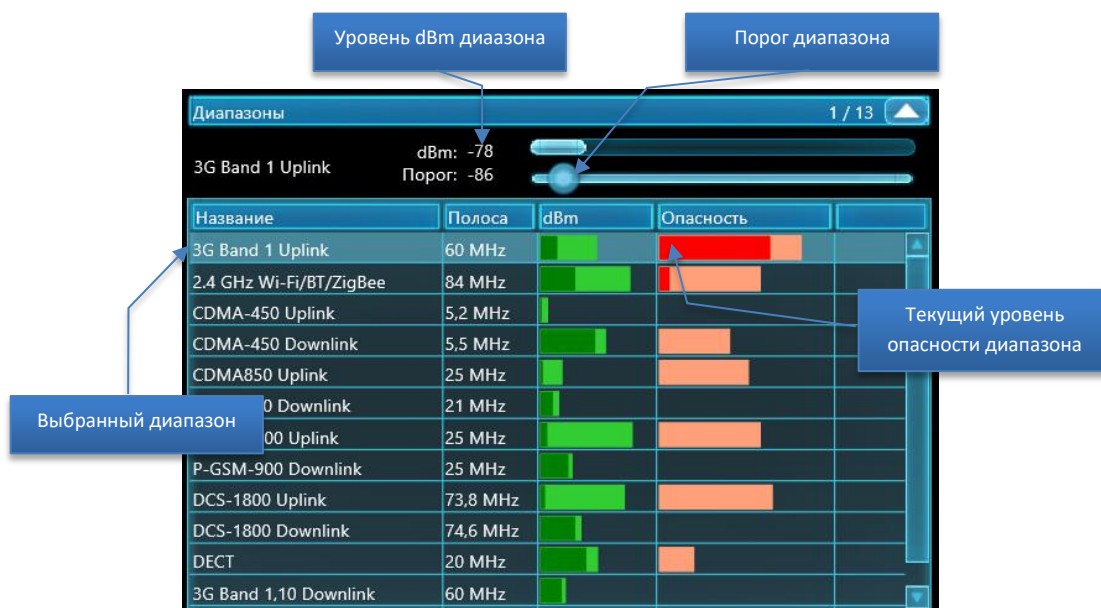 Уровень dBm диаазона
Порог диапазона
Диапазоны 1 / 13
3G Band 1 Uplink
dBm: -78
Порог: -86
Название Полоса dBm Опасность
3G Band 1 Uplink 60 MHz
2.4 GHz Wi-Fi/BT/ZigBee 84 MHz
CDMA-450 Uplink 5,2 MHz
CDMA-450 Downlink 5,5 MHz
CDMA850 Uplink 25 MHz
0 Downlink 21 MHz
00 Uplink 25 MHz
P-GSM-900 Downlink 25 MHz
DCS-1800 Uplink 73,8 MHz
DCS-1800 Downlink 74,6 MHz
DECT 20 MHz
3G Band 1,10 Downlink 60 MHz
Текущий уровень
опасности диапазона
Выбранный диапазон